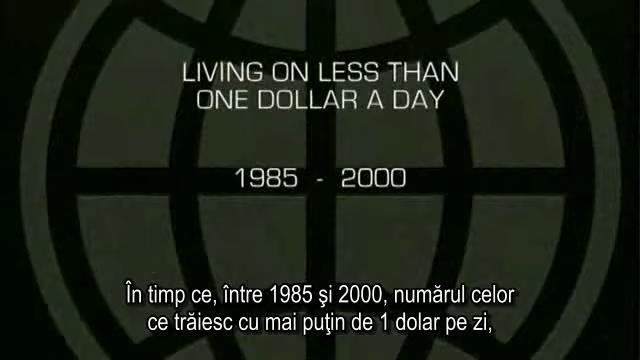 LIVING ON LESS THAN
ONE DOLLAR A DAY
1985 - 2000
În timp ce, între 1985 şi 2000, numărul celor
ce trăiesc cu mai puţin de 1 dolar pe zi,